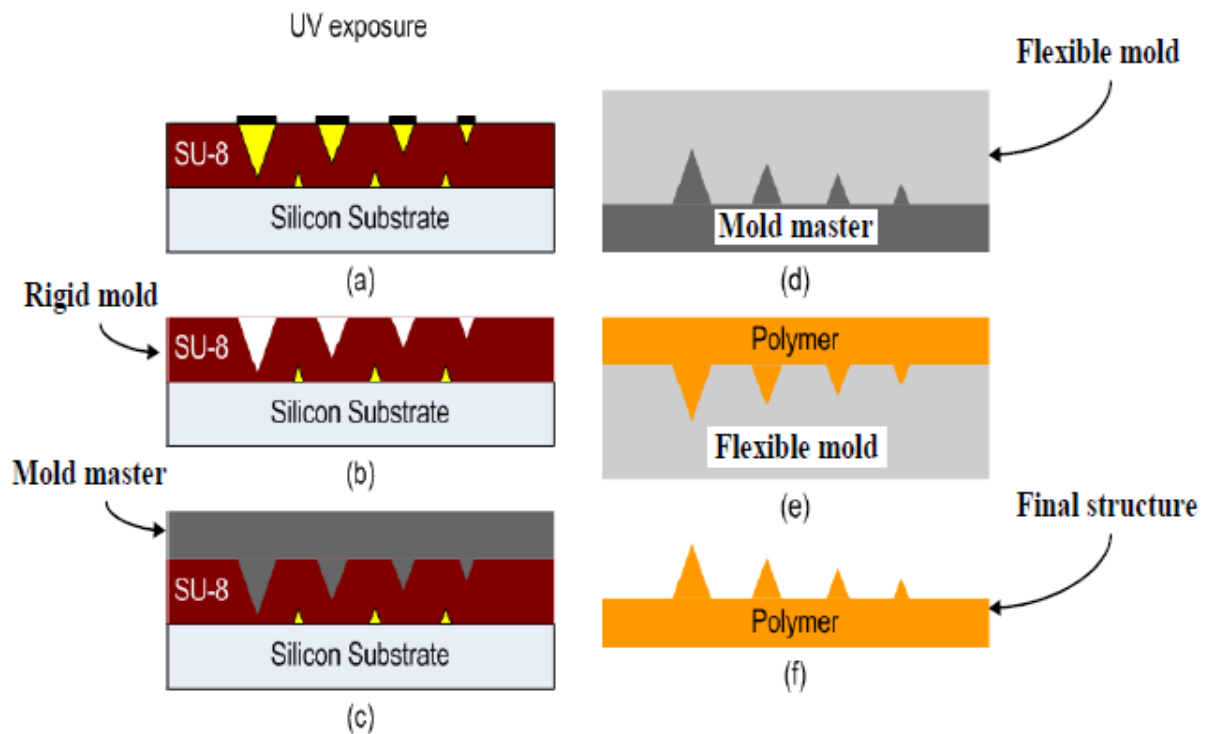 UV exposure
SU-8
Silicon Substrate
(a)
Rigid mold
SU-8
Silicon Substrate
(b)
Mold master
SU-8
Silicon Substrate
(c)
Flexible mold
Mold master
(d)
Polymer
Flexible mold
(e)
Final structure
Polymer
(f)